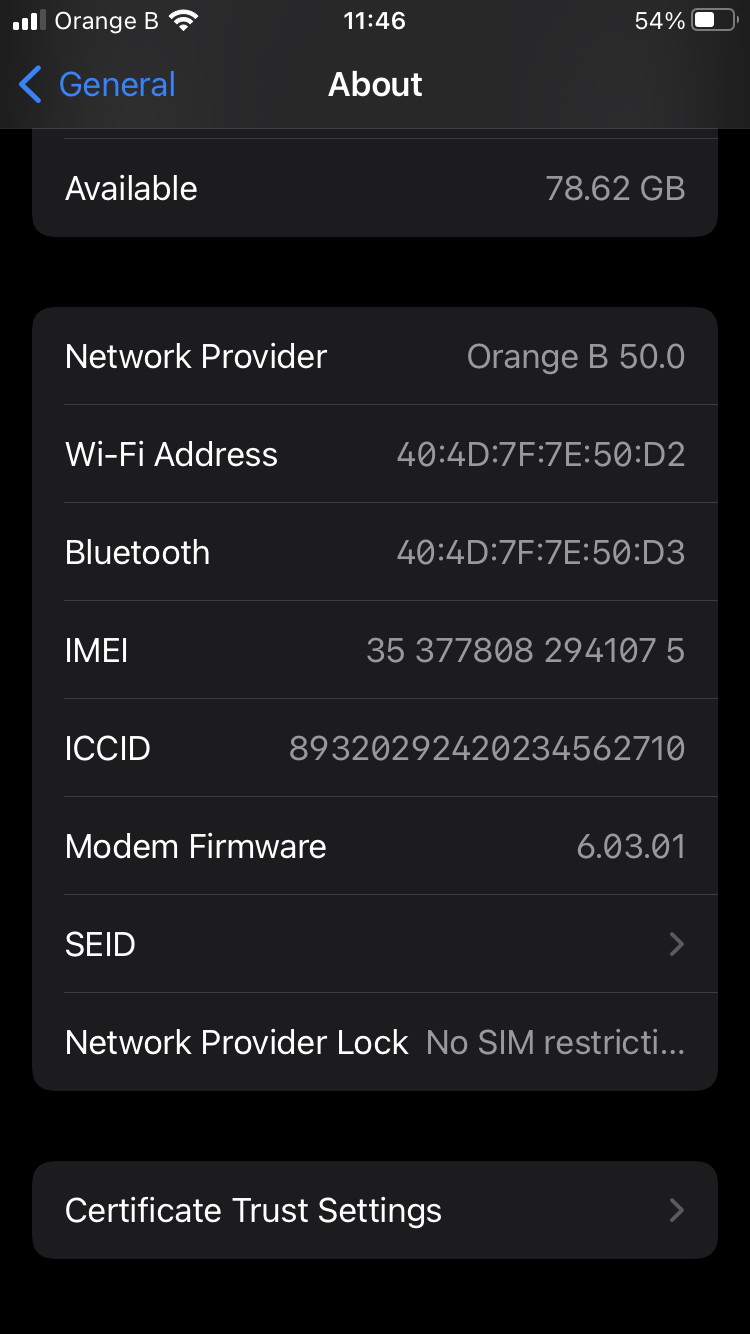 Orange B 11:46 54%
General About
Available 78.62 GB
Network Provider Orange B 50.0
Wi-Fi Address 40:4D:7F:7E:50:D2
Bluetooth 40:4D:7F:7E:50:D3
IMEI 35 377808 294107 5
ICCID 89320292420234562710
Modem Firmware 6.03.01
SEID
Network Provider Lock No SIM restricti...
Certificate Trust Settings